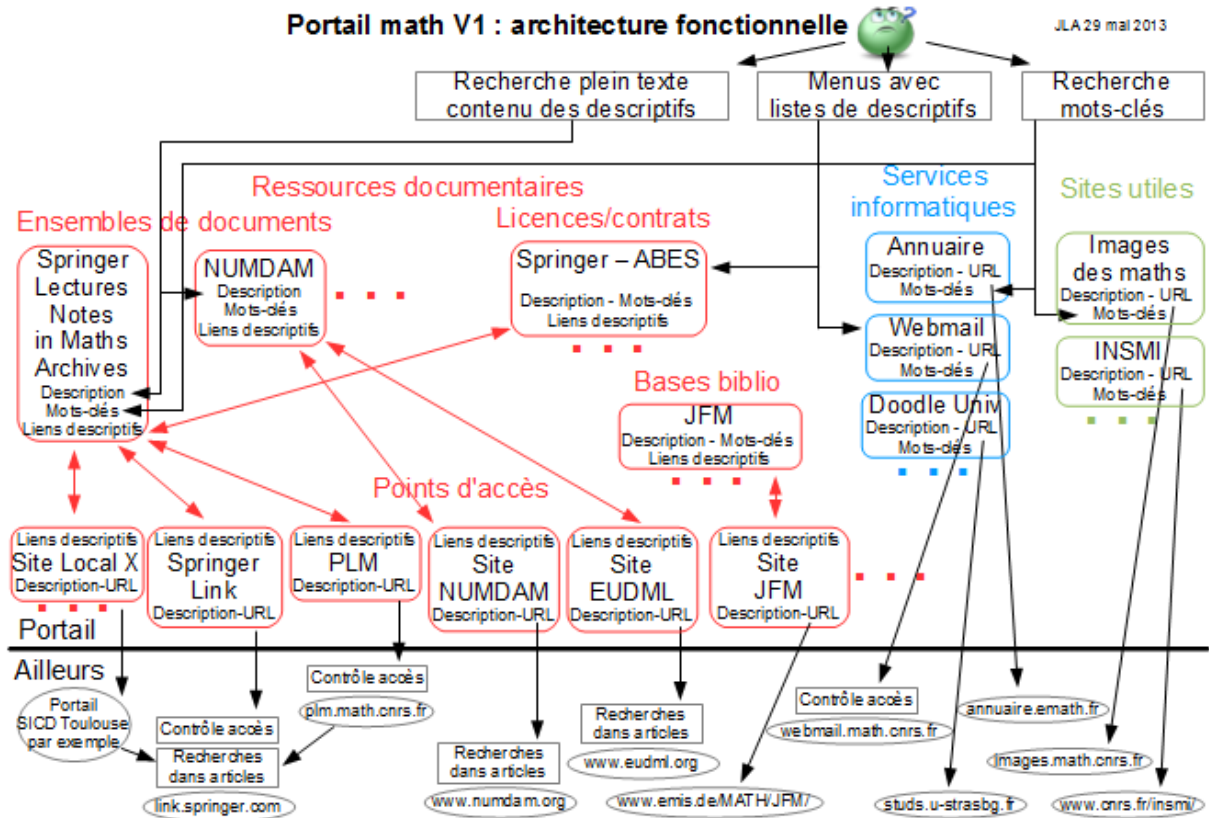 Portail math V1 : architecture fonctionnelle
JLA 29 mai 2013
Recherche plein texte
contenu des descriptifs
Menus avec
listes de descriptifs
Recherche
mots-clés
Ressources documentaires
Ensembles de documents
Licences/contrats
Services
informatiques
Sites utiles
Springer
Lectures
Notes
in Maths
Archives
Description
Mots-clés
Liens descriptifs
NUMDAM
Description
Mots-clés
Liens descriptifs
Springer – ABES
Description - Mots-clés
Liens descriptifs
Annuaire
Description - URL
Mots-clés
Webmail
Description - URL
Mots-clés
Doodle Univ
Description - URL
Mots-clés
Images
des maths
Description - URL
Mots-clés
INSMI
Description - URL
Mots-clés
Bases biblio
JFM
Description - Mots-clés
Liens descriptifs
Points d'accès
Liens descriptifs
Site Local X
Description-URL
Liens descriptifs
Springer
Link
Description-URL
Liens descriptifs
PLM
Description-URL
Liens descriptifs
Site
NUMDAM
Description-URL
Liens descriptifs
Site
EUDML
Description-URL
Liens descriptifs
Site
JFM
Description-URL
Portail
Ailleurs
Portail
SICD Toulouse
par exemple
Contrôle accès
Recherches
dans articles
link.springer.com
Contrôle accès
plm.math.cnrs.fr
Recherches
dans articles
www.numdam.org
Recherches
dans articles
www.eudml.org
www.emis.de/MATH/JFM/
Contrôle accès
webmail.math.cnrs.fr
annuaire.emath.fr
studs.u-strasbg.fr
images.math.cnrs.fr
www.cnrs.fr/insmi/